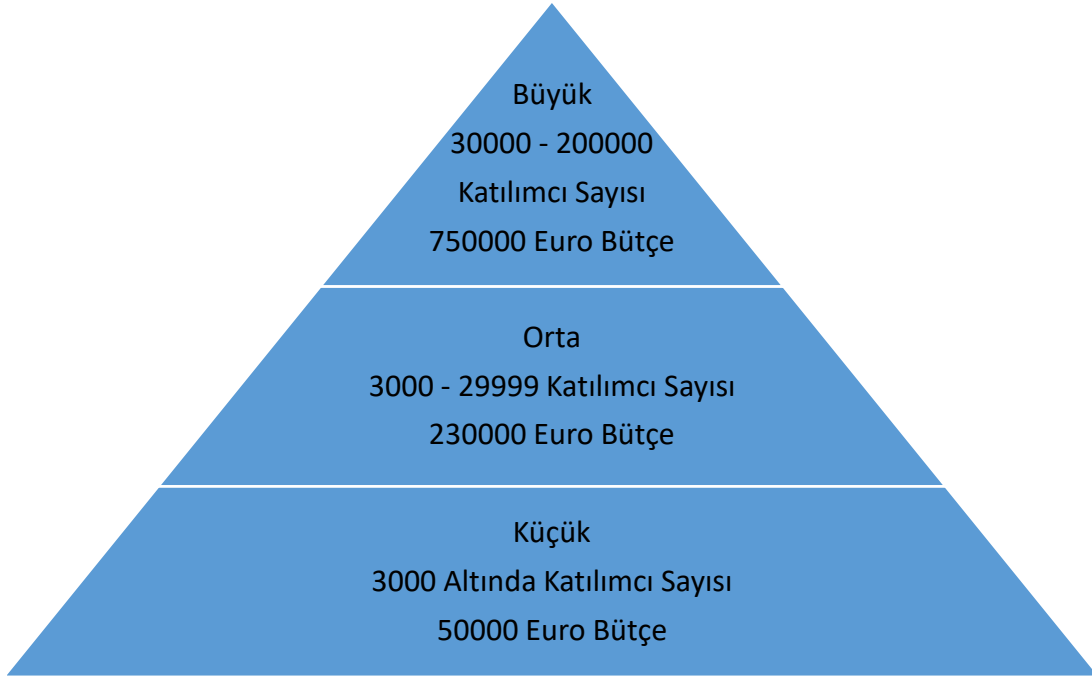 Büyük
30000 - 200000
Katılımcı Sayısı
750000 Euro Bütçe
Orta
3000 - 29999 Katılımcı Sayısı
230000 Euro Bütçe
Küçük
3000 Altında Katılımcı Sayısı
50000 Euro Bütçe